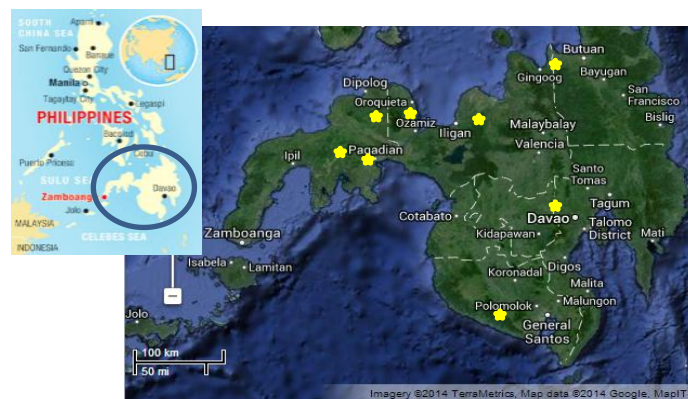 SOUTH
CHINA SEA
Aparri
San Fernando
Banaue
Quezon City
Manila
Tagaytay City
Legaspi
PHILIPPINES
Bacolod
Cebu
Puerto Princesa
SULU SEA
Davao
Zamboanga
Jolo
MALAYSIA
CELEBES SEA
INDONESIA
Butuan
Gingoog
Bayugan
San
Francisco
Bislig
Dipolog
Oroquieta
Ozamiz
Iligan
Malaybalay
Valencia
Ipil
Pagadian
Santo
Tomas
Tagum
Cotabato
Davao
Talomo
District
Mati
Kidapawan
Zamboanga
Isabela
Lamitan
Koronadal
Digos
Malita
Polomolok
Malungon
General
Santos
Jolo
100 km
50 mi
Imagery ©2014 TerraMetrics, Map data ©2014 Google, MapIT